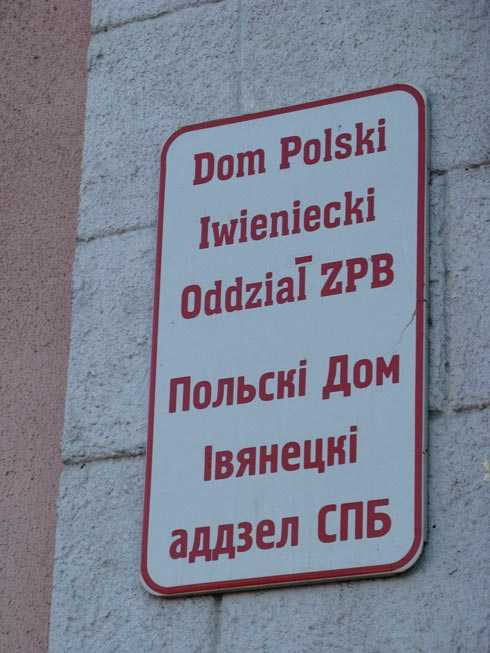 Dom Polski
Iwieniecki
Oddział ZPB
Польскі Дом
Івянецкі
аддзел СПБ